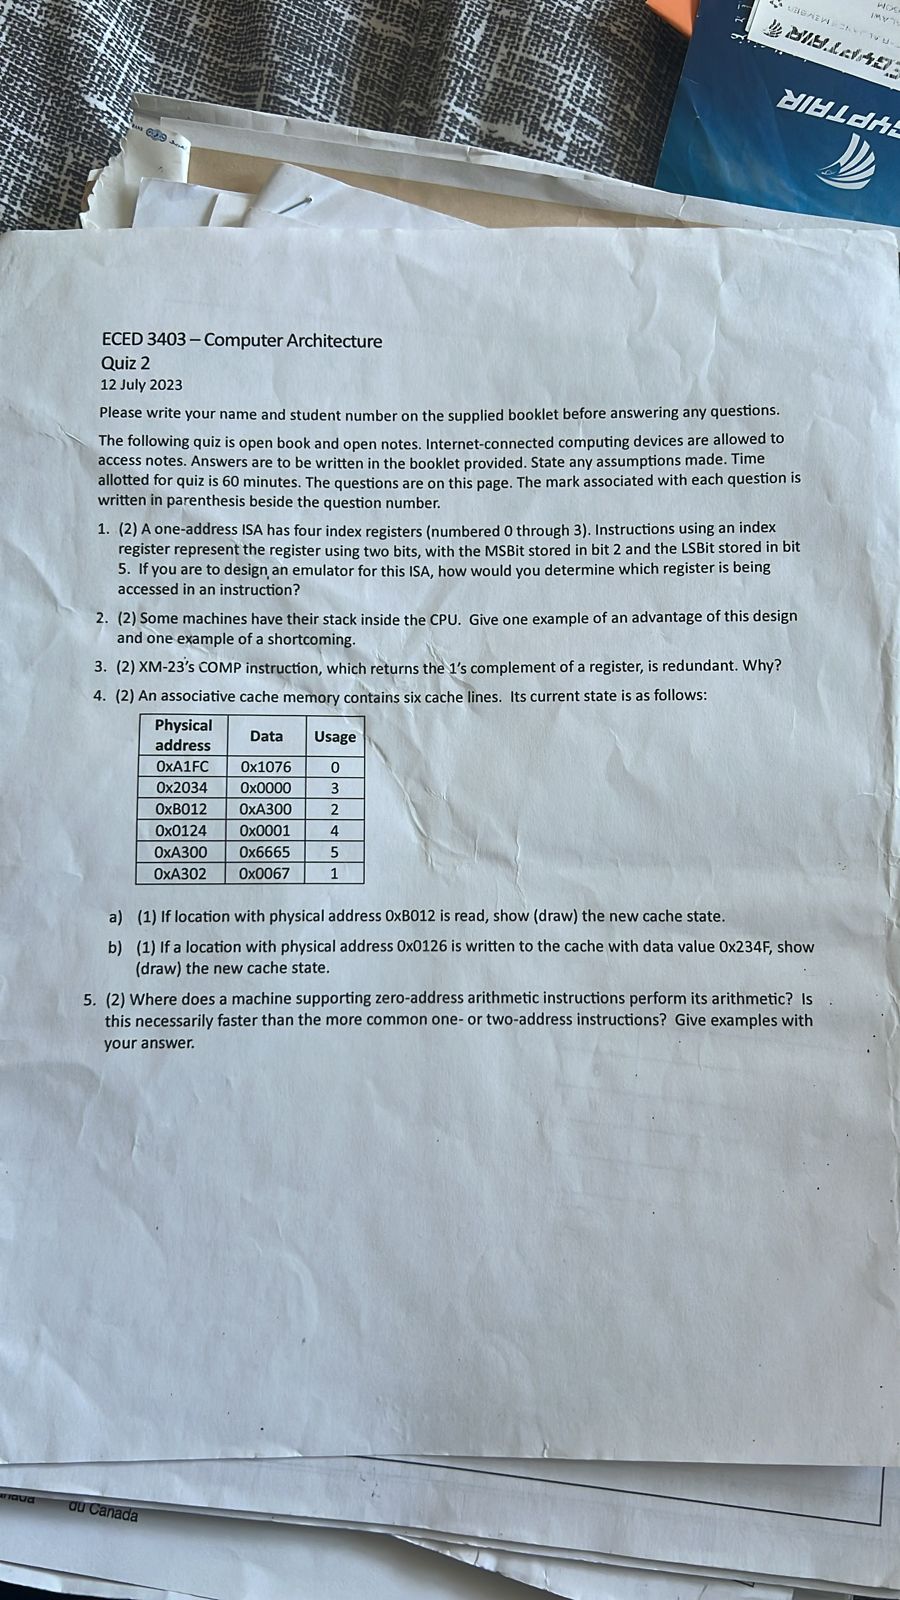 EGYPTAIR
ECED 3403 – Computer Architecture
Quiz 2
12 July 2023
Please write your name and student number on the supplied booklet before answering any questions.
The following quiz is open book and open notes. Internet-connected computing devices are allowed to
access notes. Answers are to be written in the booklet provided. State any assumptions made. Time
allotted for quiz is 60 minutes. The questions are on this page. The mark associated with each question is
written in parenthesis beside the question number.
1. (2) A one-address ISA has four index registers (numbered 0 through 3). Instructions using an index
register represent the register using two bits, with the MSBit stored in bit 2 and the LSBit stored in bit
5. If you are to design an emulator for this ISA, how would you determine which register is being
accessed in an instruction?
2. (2) Some machines have their stack inside the CPU. Give one example of an advantage of this design
and one example of a shortcoming.
3. (2) XM-23's COMP instruction, which returns the 1's complement of a register, is redundant. Why?
4. (2) An associative cache memory contains six cache lines. Its current state is as follows:
Physical
address Data Usage
0xA1FC 0x1076 0
0x2034 0x0000 3
0xB012 0xA300 2
0x0124 0x0001 4
0xA300 0x6665 5
0xA302 0x0067 1
a) (1) If location with physical address 0xB012 is read, show (draw) the new cache state.
b) (1) If a location with physical address 0x0126 is written to the cache with data value 0x234F, show
(draw) the new cache state.
5. (2) Where does a machine supporting zero-address arithmetic instructions perform its arithmetic? Is
this necessarily faster than the more common one- or two-address instructions? Give examples with
your answer.
du Canada